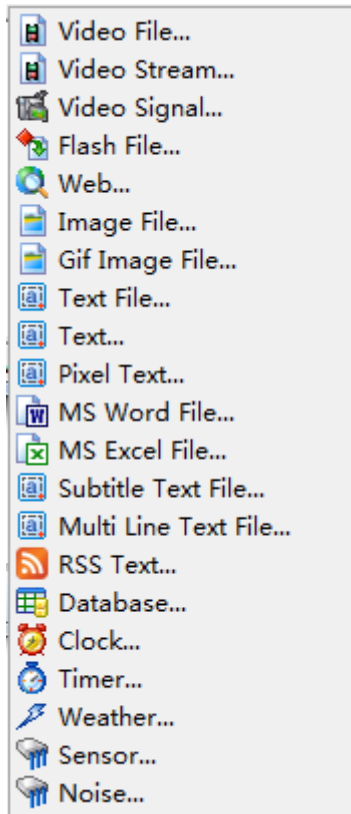 Video File...
Video Stream...
Video Signal...
Flash File...
Web...
Image File...
Gif Image File...
Text File...
Text...
Pixel Text...
MS Word File...
MS Excel File...
Subtitle Text File...
Multi Line Text File...
RSS Text...
Database...
Clock...
Timer...
Weather...
Sensor...
Noise...